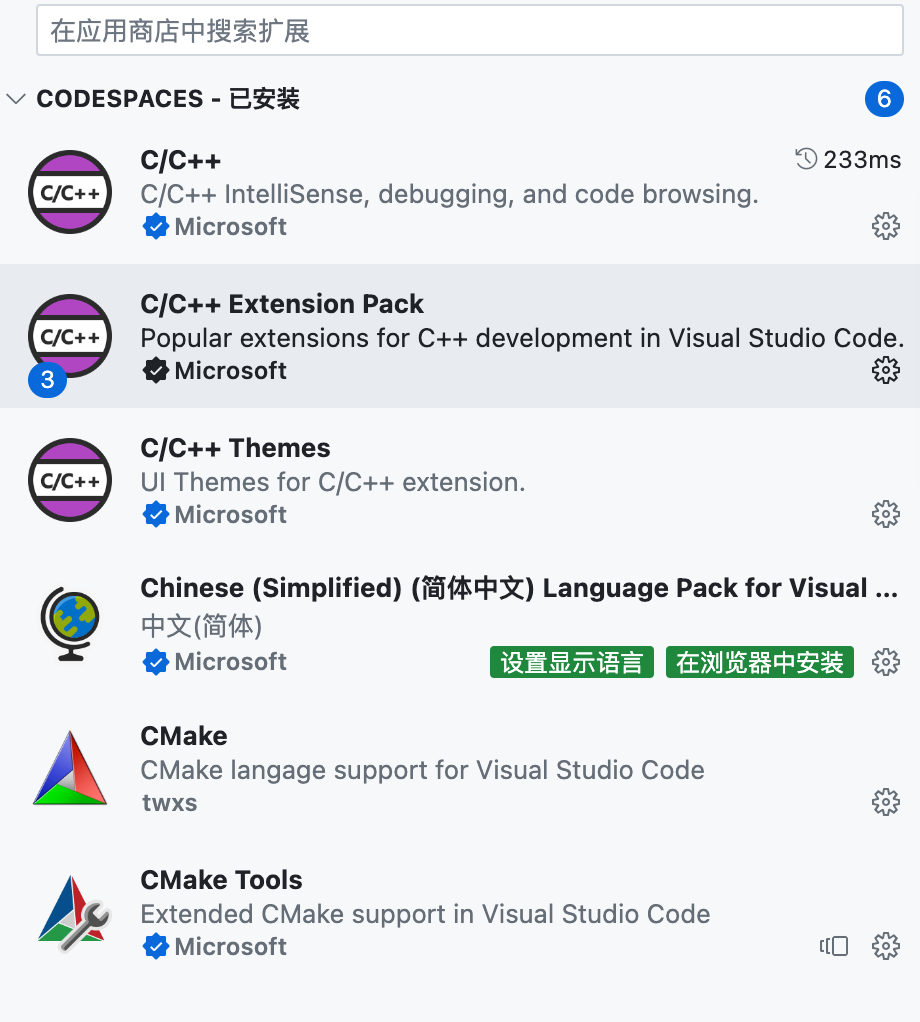 在应用商店中搜索扩展
CODESPACES - 已安装
6
C/C++
C/C++
233ms
C/C++ IntelliSense, debugging, and code browsing.
Microsoft
C/C++
3
C/C++ Extension Pack
Popular extensions for C++ development in Visual Studio Code.
Microsoft
C/C++
C/C++ Themes
UI Themes for C/C++ extension.
Microsoft
Chinese (Simplified) (简体中文) Language Pack for Visual ...
中文(简体)
Microsoft
设置显示语言
在浏览器中安装
CMake
CMake langage support for Visual Studio Code
twxs
CMake Tools
Extended CMake support in Visual Studio Code
Microsoft